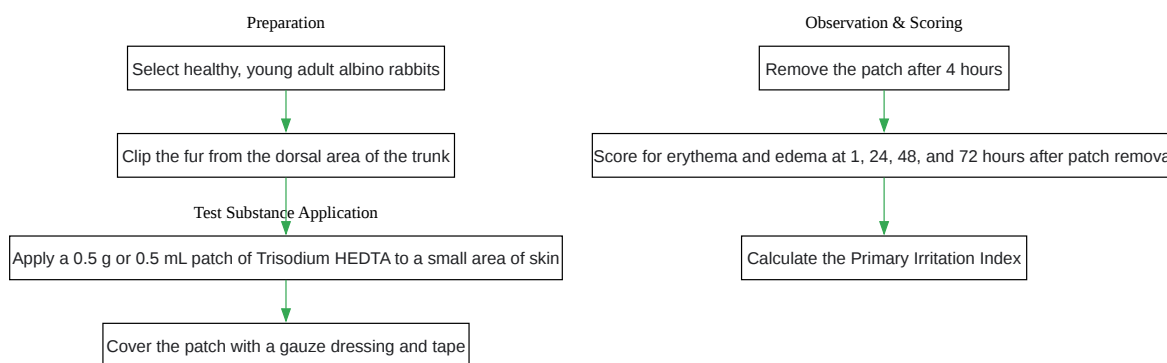 Preparation
Select healthy, young adult albino rabbits
Clip the fur from the dorsal area of the trunk
Test Substance Application
Apply a 0.5 g or 0.5 mL patch of Trisodium HEDTA to a small area of skin
Cover the patch with a gauze dressing and tape
Observation & Scoring
Remove the patch after 4 hours
Score for erythema and edema at 1, 24, 48, and 72 hours after patch remova
Calculate the Primary Irritation Index